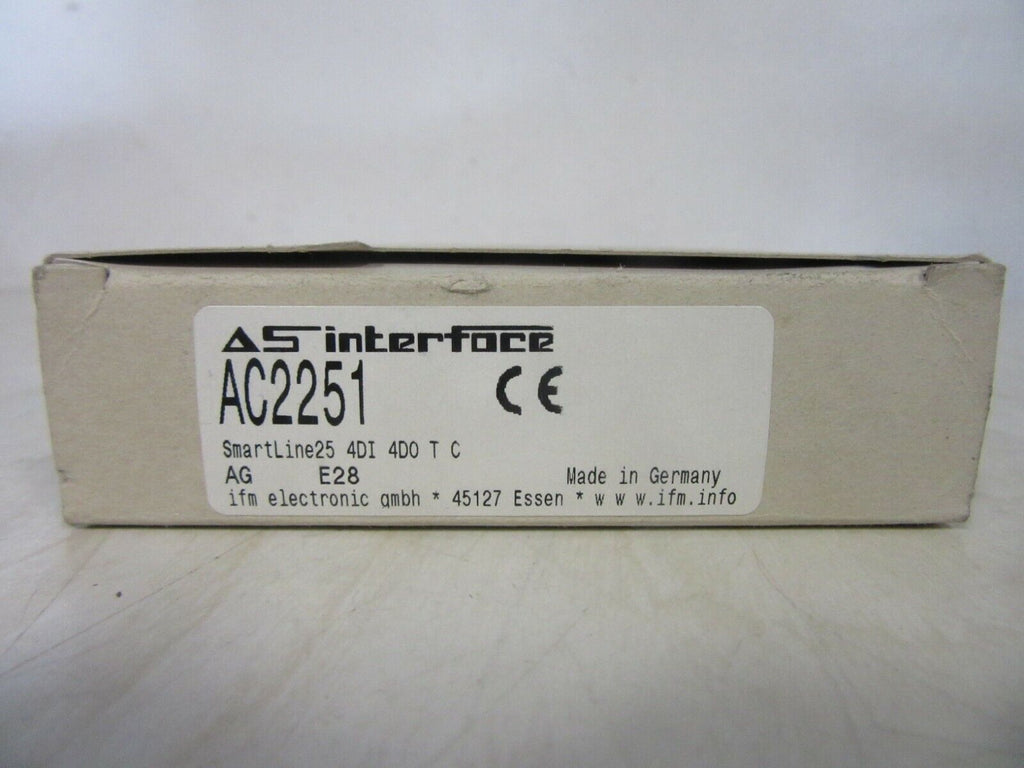 AS interface
AC2251 CE
SmartLine25 4DI 4DO T C
AG E28 Made in Germany
ifm electronic gmbh * 45127 Essen * w w w.ifm.info